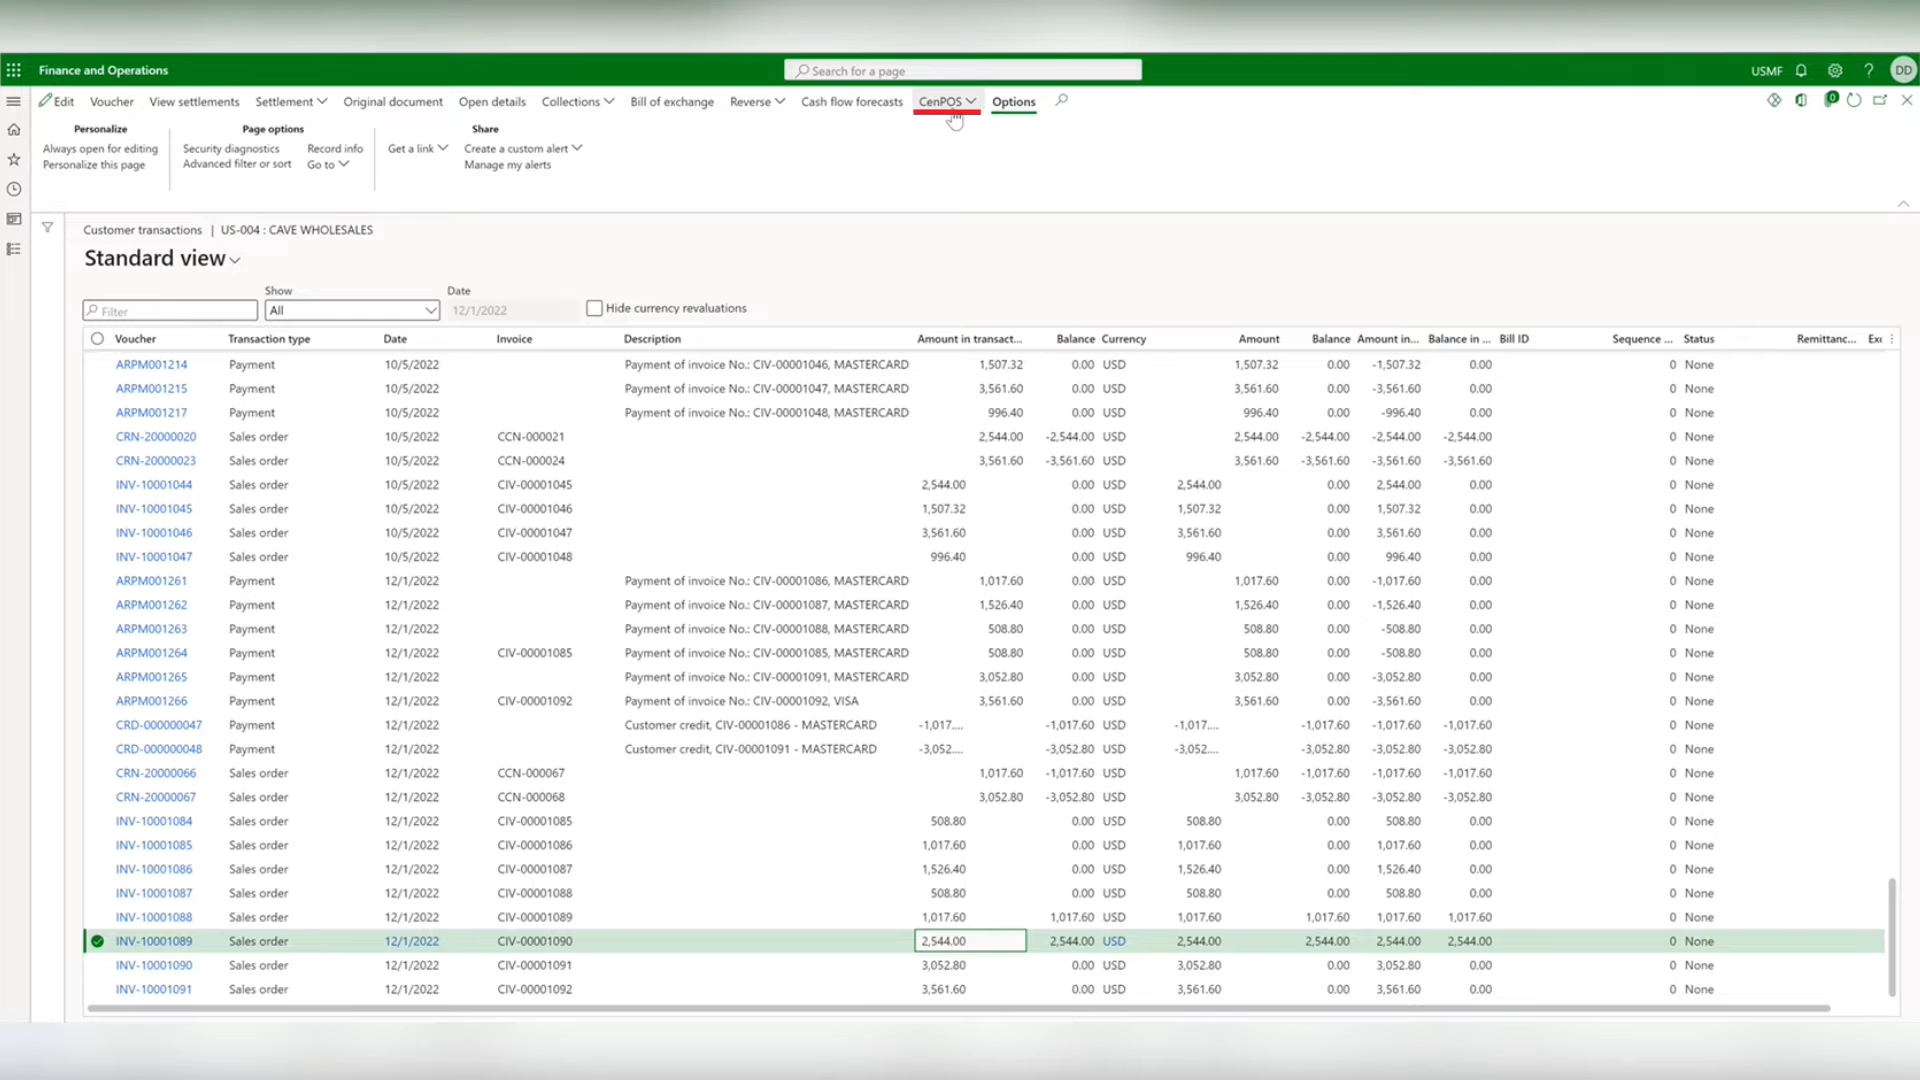 Finance and Operations
Search for a page
USMF
DD
Edit Voucher View settlements Settlement Original document Open details Collections Bill of exchange Reverse Cash flow forecasts CenPOS Options
0
Personalize Page options Share
Always open for editing Security diagnostics Record info Get a link Create a custom alert
Personalize this page Advanced filter or sort Go to Manage my alerts
Customer transactions | US-004 : CAVE WHOLESALES
Standard view
Show Date
Filter All 12/1/2022 Hide currency revaluations
Voucher Transaction type Date Invoice Description Amount in transact... Balance Currency Amount Balance Amount in... Balance in ... Bill ID Sequence ... Status Remittanc... Exc
ARPM001214 Payment 10/5/2022 Payment of invoice No.: CIV-00001046, MASTERCARD 1,507.32 0.00 USD 1,507.32 0.00 -1,507.32 0.00 0 None
ARPM001215 Payment 10/5/2022 Payment of invoice No.: CIV-00001047, MASTERCARD 3,561.60 0.00 USD 3,561.60 0.00 -3,561.60 0.00 0 None
ARPM001217 Payment 10/5/2022 Payment of invoice No.: CIV-00001048, MASTERCARD 996.40 0.00 USD 996.40 0.00 -996.40 0.00 0 None
CRN-20000020 Sales order 10/5/2022 CCN-000021 2,544.00 -2,544.00 USD 2,544.00 -2,544.00 -2,544.00 -2,544.00 0 None
CRN-20000023 Sales order 10/5/2022 CCN-000024 3,561.60 -3,561.60 USD 3,561.60 -3,561.60 -3,561.60 -3,561.60 0 None
INV-10001044 Sales order 10/5/2022 CIV-00001045 2,544.00 0.00 USD 2,544.00 0.00 2,544.00 0.00 0 None
INV-10001045 Sales order 10/5/2022 CIV-00001046 1,507.32 0.00 USD 1,507.32 0.00 1,507.32 0.00 0 None
INV-10001046 Sales order 10/5/2022 CIV-00001047 3,561.60 0.00 USD 3,561.60 0.00 3,561.60 0.00 0 None
INV-10001047 Sales order 10/5/2022 CIV-00001048 996.40 0.00 USD 996.40 0.00 996.40 0.00 0 None
ARPM001261 Payment 12/1/2022 Payment of invoice No.: CIV-00001086, MASTERCARD 1,017.60 0.00 USD 1,017.60 0.00 -1,017.60 0.00 0 None
ARPM001262 Payment 12/1/2022 Payment of invoice No.: CIV-00001087, MASTERCARD 1,526.40 0.00 USD 1,526.40 0.00 -1,526.40 0.00 0 None
ARPM001263 Payment 12/1/2022 Payment of invoice No.: CIV-00001088, MASTERCARD 508.80 0.00 USD 508.80 0.00 -508.80 0.00 0 None
ARPM001264 Payment 12/1/2022 CIV-00001085 Payment of invoice No.: CIV-00001085, MASTERCARD 508.80 0.00 USD 508.80 0.00 -508.80 0.00 0 None
ARPM001265 Payment 12/1/2022 Payment of invoice No.: CIV-00001091, MASTERCARD 3,052.80 0.00 USD 3,052.80 0.00 -3,052.80 0.00 0 None
ARPM001266 Payment 12/1/2022 CIV-00001092 Payment of invoice No.: CIV-00001092, VISA 3,561.60 0.00 USD 3,561.60 0.00 -3,561.60 0.00 0 None
CRD-000000047 Payment 12/1/2022 Customer credit, CIV-00001086 - MASTERCARD -1,017.... -1,017.60 USD -1,017.... -1,017.60 -1,017.60 -1,017.60 0 None
CRD-000000048 Payment 12/1/2022 Customer credit, CIV-00001091 - MASTERCARD -3,052.... -3,052.80 USD -3,052.... -3,052.80 -3,052.80 -3,052.80 0 None
CRN-20000066 Sales order 12/1/2022 CCN-000067 1,017.60 -1,017.60 USD 1,017.60 -1,017.60 -1,017.60 -1,017.60 0 None
CRN-20000067 Sales order 12/1/2022 CCN-000068 3,052.80 -3,052.80 USD 3,052.80 -3,052.80 -3,052.80 -3,052.80 0 None
INV-10001084 Sales order 12/1/2022 CIV-00001085 508.80 0.00 USD 508.80 0.00 508.80 0.00 0 None
INV-10001085 Sales order 12/1/2022 CIV-00001086 1,017.60 0.00 USD 1,017.60 0.00 1,017.60 0.00 0 None
INV-10001086 Sales order 12/1/2022 CIV-00001087 1,526.40 0.00 USD 1,526.40 0.00 1,526.40 0.00 0 None
INV-10001087 Sales order 12/1/2022 CIV-00001088 508.80 0.00 USD 508.80 0.00 508.80 0.00 0 None
INV-10001088 Sales order 12/1/2022 CIV-00001089 1,017.60 1,017.60 USD 1,017.60 1,017.60 1,017.60 1,017.60 0 None
INV-10001089 Sales order 12/1/2022 CIV-00001090 2,544.00 2,544.00 USD 2,544.00 2,544.00 2,544.00 2,544.00 0 None
INV-10001090 Sales order 12/1/2022 CIV-00001091 3,052.80 0.00 USD 3,052.80 0.00 3,052.80 0.00 0 None
INV-10001091 Sales order 12/1/2022 CIV-00001092 3,561.60 0.00 USD 3,561.60 0.00 3,561.60 0.00 0 None